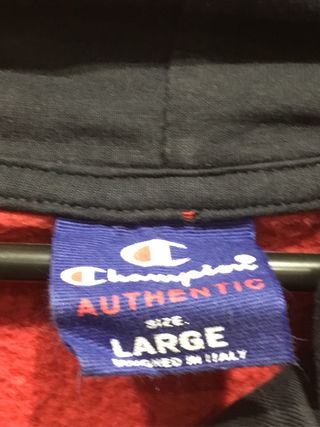 Champion
AUTHENTIC
SIZE:
LARGE
DESIGNED IN ITALY